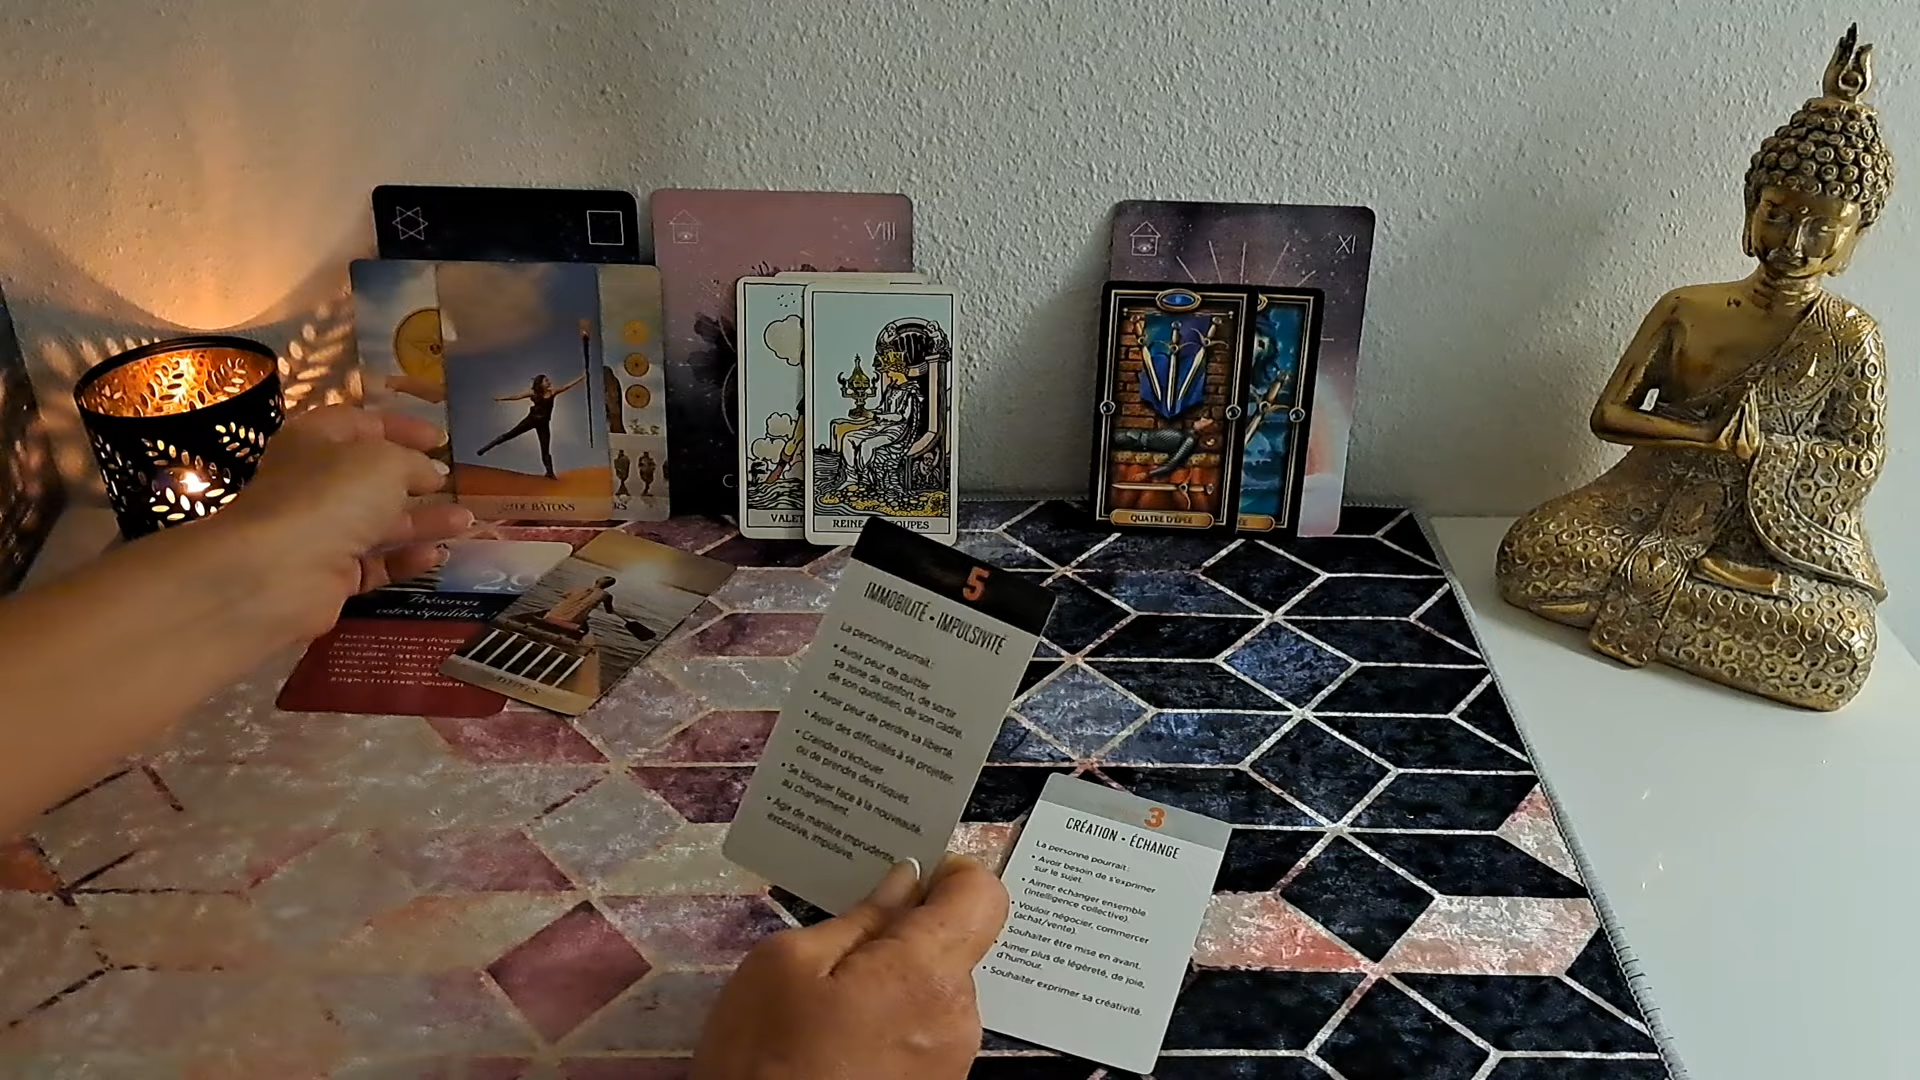 VIII
XI
DE BÂTONS
RS
VALET
REINE
COUPES
QUATRE D'ÉPÉE
ÉE
29
Préservez
votre équilibre !
5
IMMOBILITÉ • IMPULSIVITÉ
La personne pourrait :
• Avoir peur de quitter
sa zone de confort, de sortir
de son quotidien, de son cadre.
• Avoir peur de perdre sa liberté.
• Avoir des difficultés à se projeter.
• Craindre d'échouer
ou de prendre des risques.
• Se bloquer face à la nouveauté,
au changement.
• Agir de manière imprudente,
excessive, impulsive.
3
CRÉATION • ÉCHANGE
La personne pourrait :
• Avoir besoin de s'exprimer
sur le sujet.
• Aimer échanger ensemble
(intelligence collective).
• Vouloir négocier, commercer
(achat/vente).
• Souhaiter être mise en avant.
• Aimer plus de légèreté, de joie,
d'humour.
• Souhaiter exprimer sa créativité.